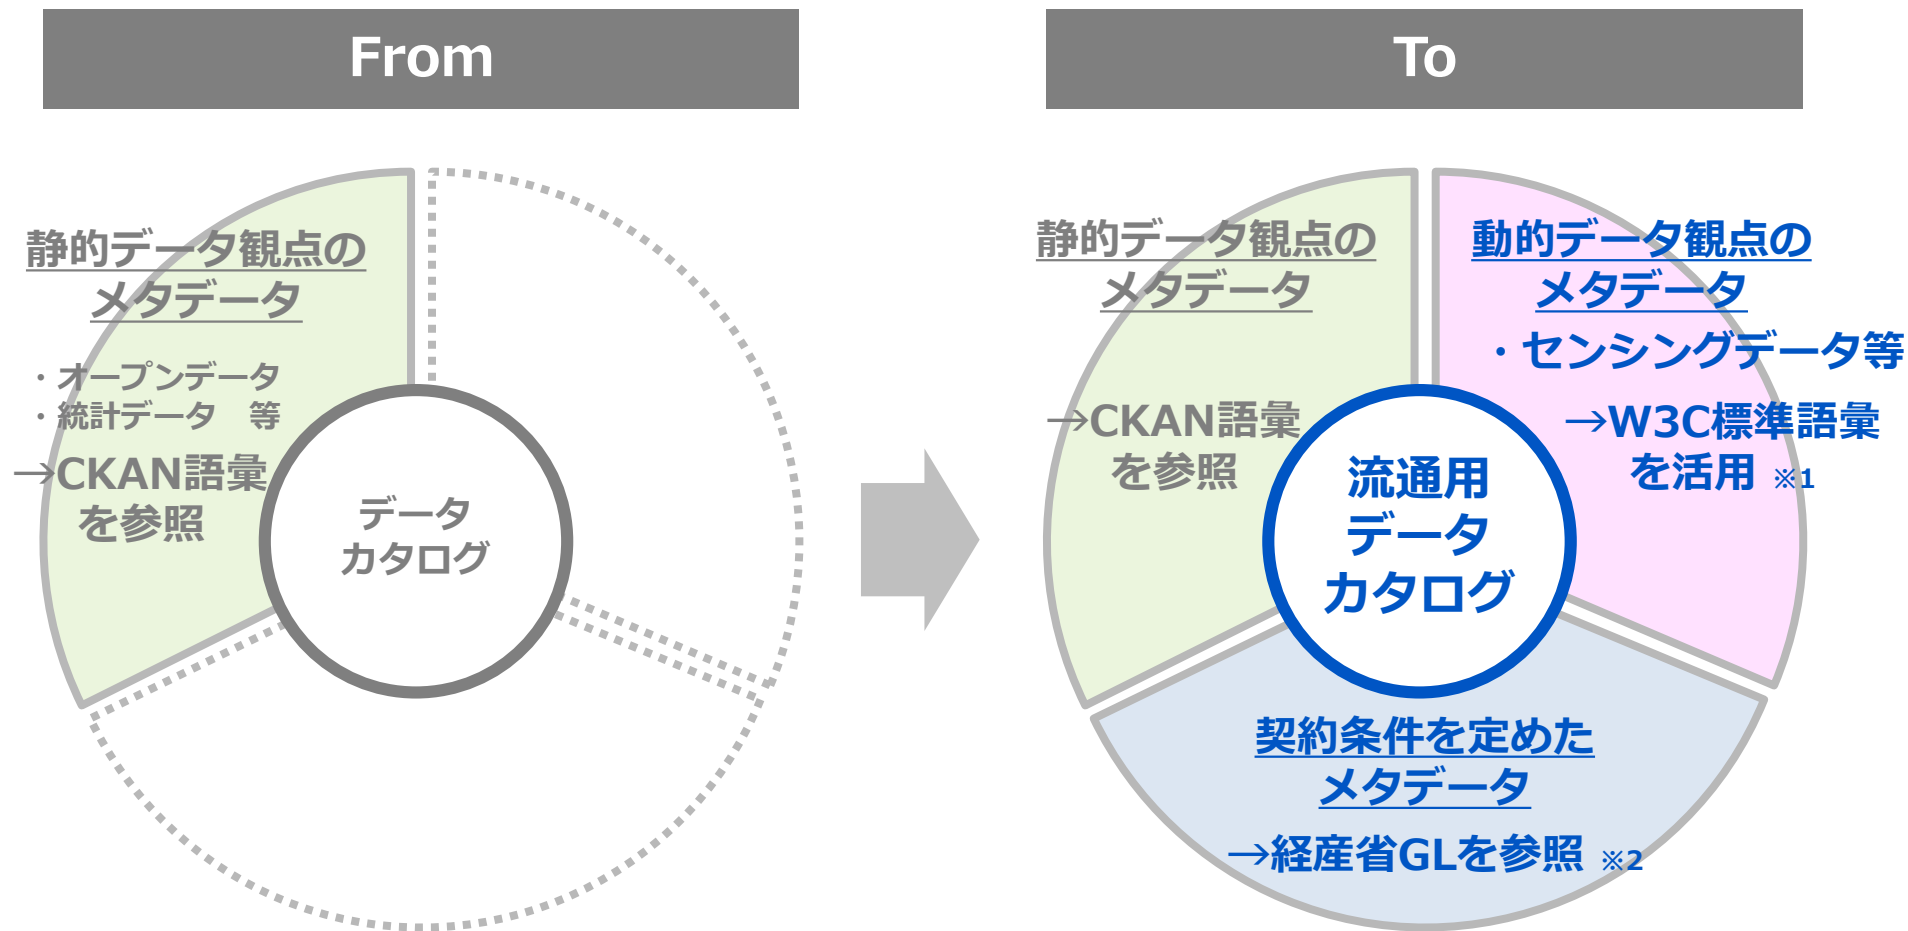 From
静的データ観点の
メタデータ
・オープンデータ
・統計データ　等
→CKAN語彙
を参照
データ
カタログ
To
静的データ観点の
メタデータ
→CKAN語彙
を参照
動的データ観点の
メタデータ
・センシングデータ等
→W3C標準語彙
を活用 ※1
流通用
データ
カタログ
契約条件を定めた
メタデータ
→経産省GLを参照 ※2